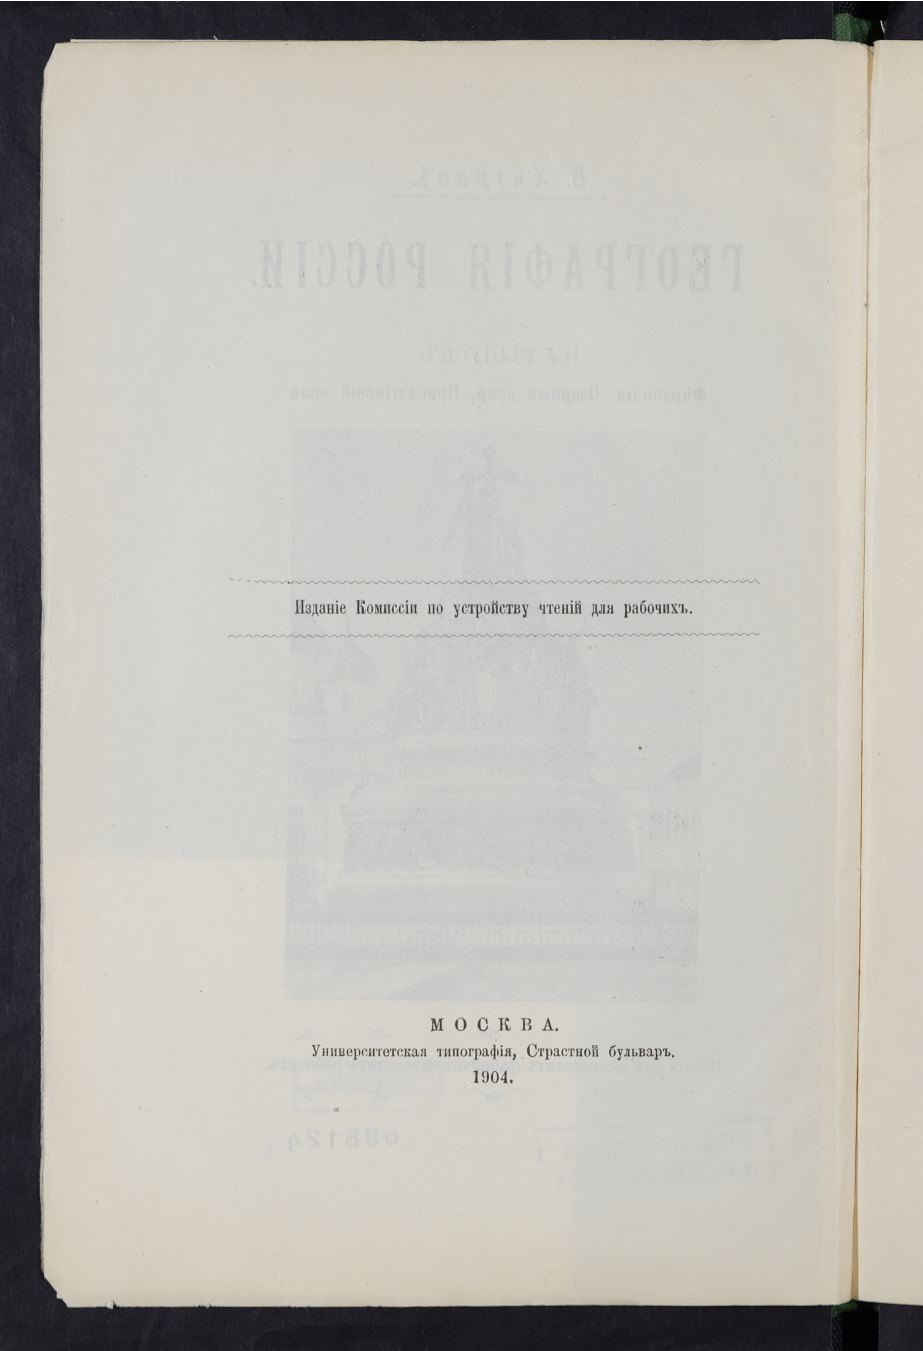 Изданіе Комиссіи по устройству чтеній для рабочихъ.
МОСКВА.
Университетская типографія, Страстной бульваръ.
1904.